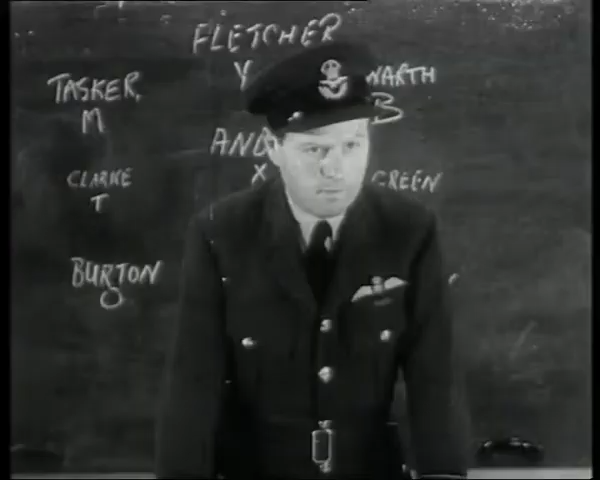 FLETCHER
Y
TASKER,
M
WARTH
B
AND
X
CLARKE
T
GREEN
BURTON
O